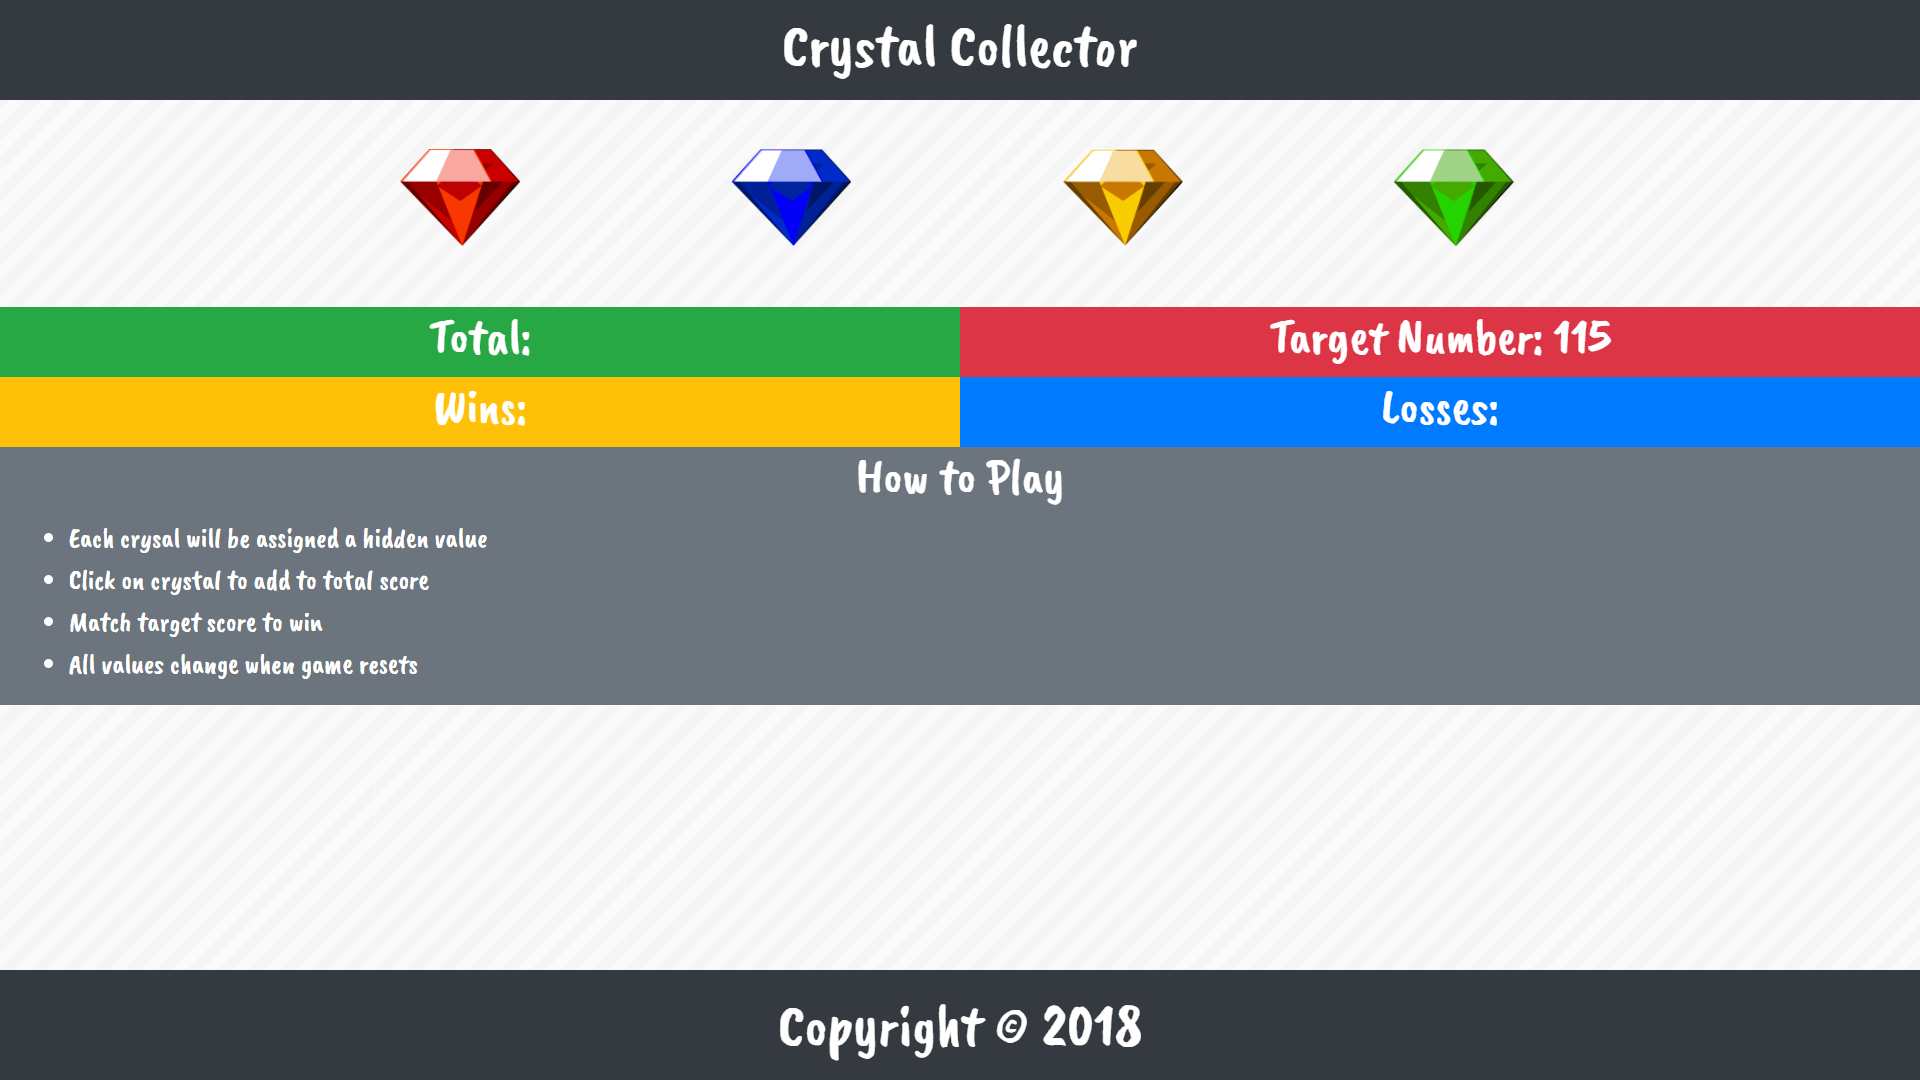 Crystal Collector
Total:
Target Number: 115
Wins:
Losses:
How to Play
• Each crysal will be assigned a hidden value
• Click on crystal to add to total score
• Match target score to win
• All values change when game resets
Copyright © 2018